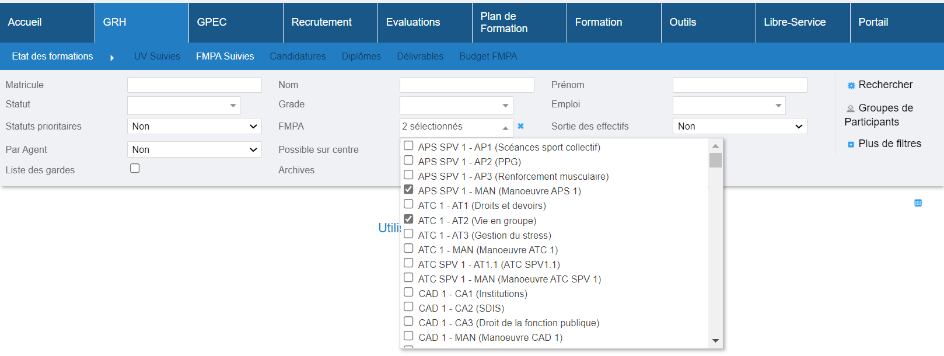 Accueil GRH GPEC Recrutement Evaluations Plan de Formation Formation Outils Libre-Service Portail
Etat des formations UV Suivies FMPA Suivies Candidatures Diplômes Délivrables Budget FMPA
Matricule Nom Prénom Rechercher
Statut Grade Emploi Groupes de Participants
Statuts prioritaires Non FMPA 2 sélectionnés Sortie des effectifs Non
Par Agent Non Possible sur centre Plus de filtres
Liste des gardes Archives
Utilis
APS SPV 1 - AP1 (Scéances sport collectif)
APS SPV 1 - AP2 (PPG)
APS SPV 1 - AP3 (Renforcement musculaire)
APS SPV 1 - MAN (Manoeuvre APS 1)
ATC 1 - AT1 (Droits et devoirs)
ATC 1 - AT2 (Vie en groupe)
ATC 1 - AT3 (Gestion du stress)
ATC 1 - MAN (Manoeuvre ATC 1)
ATC SPV 1 - AT1.1 (ATC SPV1.1)
ATC SPV 1 - MAN (Manoeuvre ATC SPV 1)
CAD 1 - CA1 (Institutions)
CAD 1 - CA2 (SDIS)
CAD 1 - CA3 (Droit de la fonction publique)
CAD 1 - MAN (Manoeuvre CAD 1)